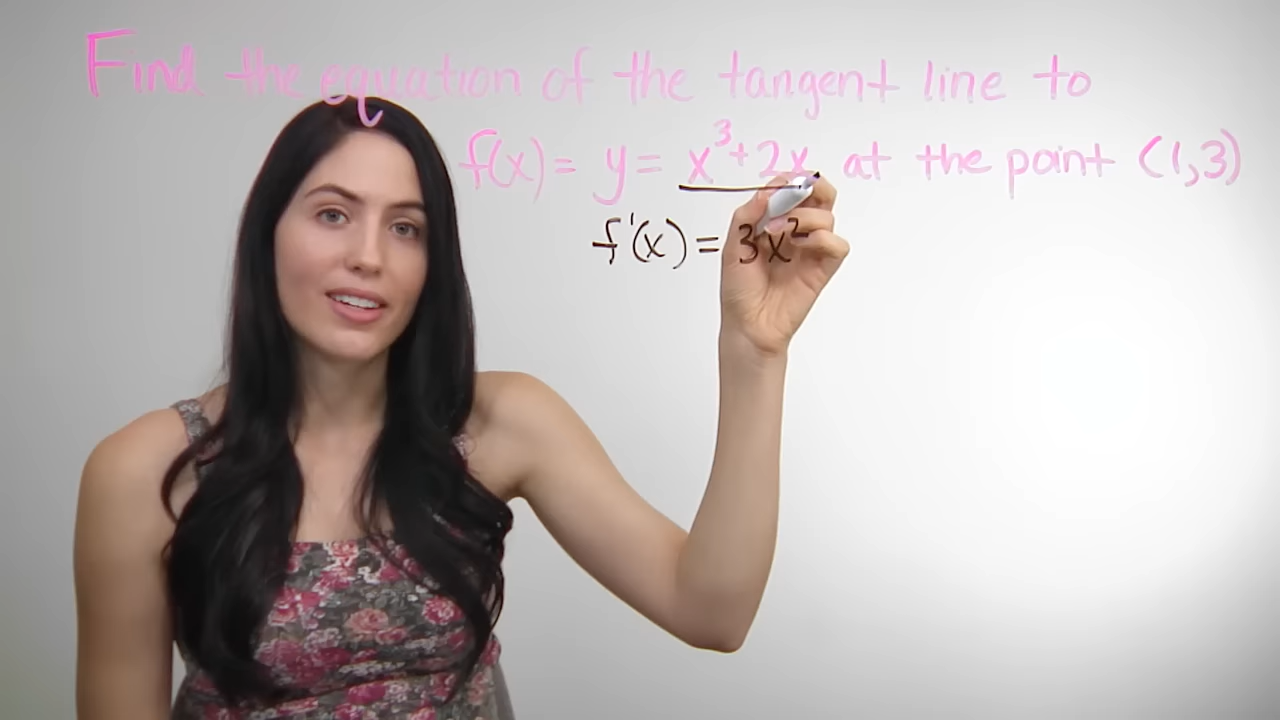 Find the equation of the tangent line to
f(x) = y = x³+2x at the point (1,3)
f'(x) = 3x²